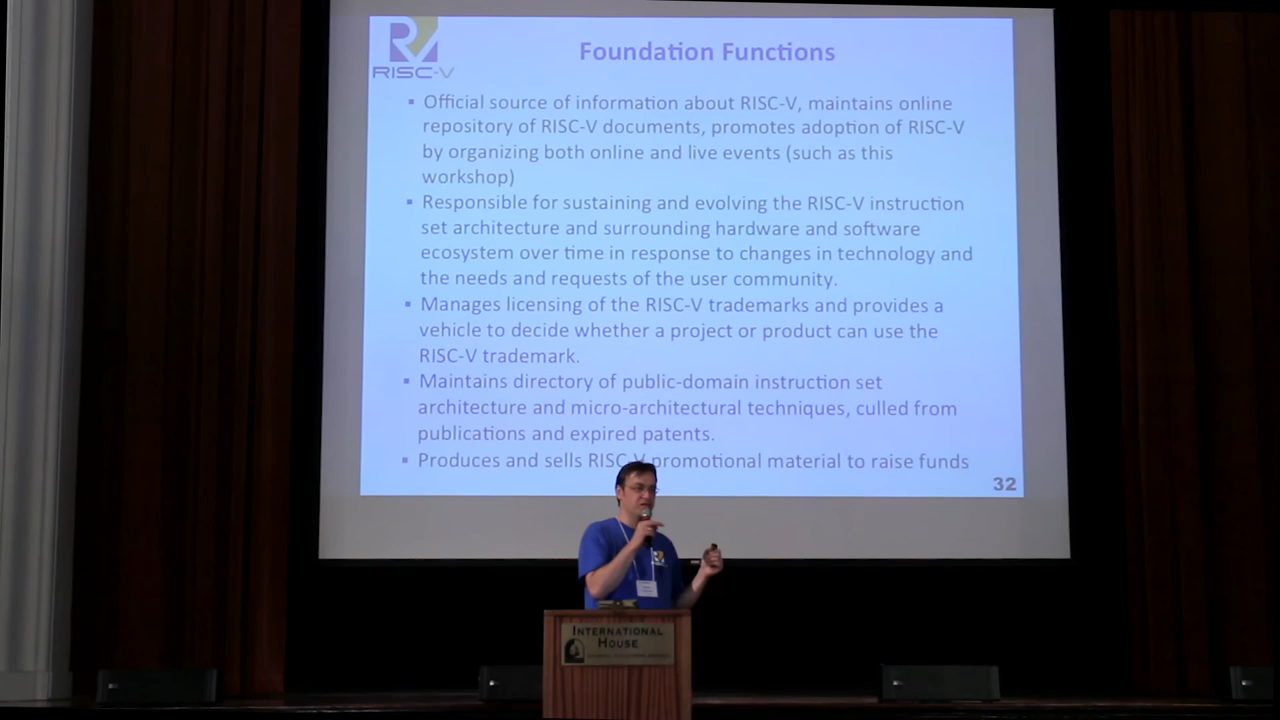 RISC-V
Foundation Functions
▪ Official source of information about RISC-V, maintains online
repository of RISC-V documents, promotes adoption of RISC-V
by organizing both online and live events (such as this
workshop)
▪ Responsible for sustaining and evolving the RISC-V instruction
set architecture and surrounding hardware and software
ecosystem over time in response to changes in technology and
the needs and requests of the user community.
▪ Manages licensing of the RISC-V trademarks and provides a
vehicle to decide whether a project or product can use the
RISC-V trademark.
▪ Maintains directory of public-domain instruction set
architecture and micro-architectural techniques, culled from
publications and expired patents.
▪ Produces and sells RISC-V promotional material to raise funds
32
INTERNATIONAL
HOUSE